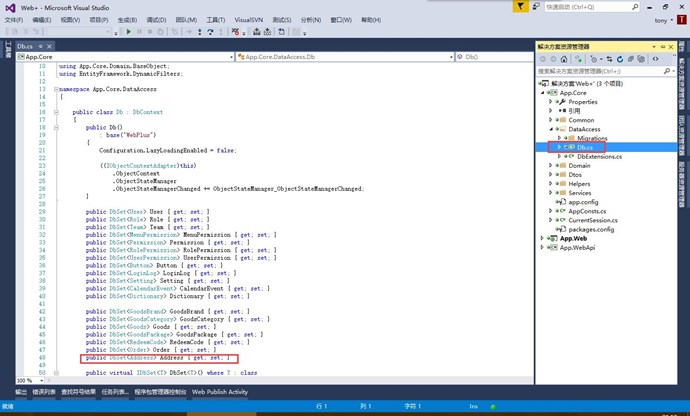 Web+ - Microsoft Visual Studio
快速启动 (Ctrl+Q)
文件(F) 编辑(E) 视图(V) 项目(P) 生成(B) 调试(D) 团队(M) 工具(T) VisualSVN 测试(S) 体系结构(C) 分析(N) 窗口(W) 帮助(H)
tony T
Db.cs
App.Core
App.Core.DataAccess.Db
Db()
10 using App.Core.Domain.BaseObject;
11 using EntityFramework.DynamicFilters;
12
13 namespace App.Core.DataAccess
14 {
15
16 public class Db : DbContext
17 {
18 public Db()
19 : base("WebPlus")
20 {
21 Configuration.LazyLoadingEnabled = false;
22
23 ((IObjectContextAdapter)this)
24 .ObjectContext
25 .ObjectStateManager
26 .ObjectStateManagerChanged += ObjectStateManager_ObjectStateManagerChanged;
27 }
28
29 public DbSet<User> User { get; set; }
30 public DbSet<Role> Role { get; set; }
31 public DbSet<Team> Team { get; set; }
32 public DbSet<MenuPermission> MenuPermission { get; set; }
33 public DbSet<Permission> Permission { get; set; }
34 public DbSet<RolePermission> RolePermission { get; set; }
35 public DbSet<UserPermission> UserPermission { get; set; }
36 public DbSet<Button> Button { get; set; }
37 public DbSet<LoginLog> LoginLog { get; set; }
38 public DbSet<Setting> Setting { get; set; }
39 public DbSet<CalendarEvent> CalendarEvent { get; set; }
40 public DbSet<Dictionary> Dictionary { get; set; }
41
42 public DbSet<GoodsBrand> GoodsBrand { get; set; }
43 public DbSet<GoodsCategory> GoodsCategory { get; set; }
44 public DbSet<Goods> Goods { get; set; }
45 public DbSet<GoodsPackage> GoodsPackage { get; set; }
46 public DbSet<RedeemCode> RedeemCode { get; set; }
47 public DbSet<Order> Order { get; set; }
48 public DbSet<Address> Address { get; set; }
49
50 public virtual IDbSet<T> DbSet<T>() where T : class
100 %
解决方案资源管理器
搜索解决方案资源管理器(Ctrl+;)
解决方案"Web+" (3 个项目)
App.Core
Properties
引用
Common
DataAccess
Migrations
Db.cs
DbExtensions.cs
Domain
Dtos
Helpers
Services
app.config
AppConsts.cs
CurrentSession.cs
packages.config
App.Web
App.WebApi
输出 错误列表 查找符号结果 任务列表... 程序包管理器控制台 Web Publish Activity
就绪
行 1
列 1
字符 1
Ins